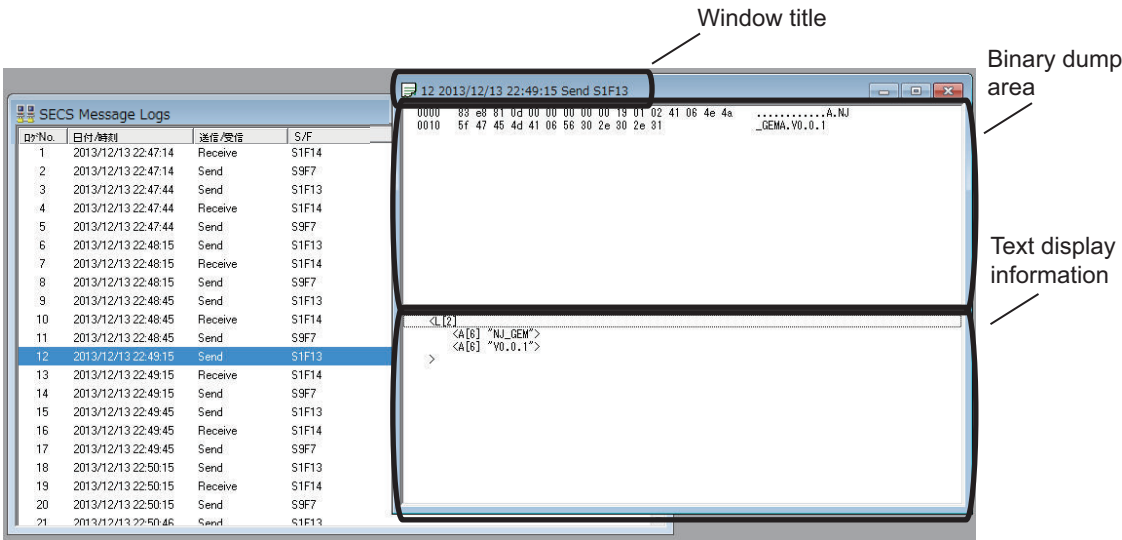 Window title
Binary dump
area
Text display
information
SECS Message Logs
ﾛｸﾞNo. 日付/時刻 送信/受信 S/F
1 2013/12/13 22:47:14 Receive S1F14
2 2013/12/13 22:47:14 Send S9F7
3 2013/12/13 22:47:44 Send S1F13
4 2013/12/13 22:47:44 Receive S1F14
5 2013/12/13 22:47:44 Send S9F7
6 2013/12/13 22:48:15 Send S1F13
7 2013/12/13 22:48:15 Receive S1F14
8 2013/12/13 22:48:15 Send S9F7
9 2013/12/13 22:48:45 Send S1F13
10 2013/12/13 22:48:45 Receive S1F14
11 2013/12/13 22:48:45 Send S9F7
12 2013/12/13 22:49:15 Send S1F13
13 2013/12/13 22:49:15 Receive S1F14
14 2013/12/13 22:49:15 Send S9F7
15 2013/12/13 22:49:45 Send S1F13
16 2013/12/13 22:49:45 Receive S1F14
17 2013/12/13 22:49:45 Send S9F7
18 2013/12/13 22:50:15 Send S1F13
19 2013/12/13 22:50:15 Receive S1F14
20 2013/12/13 22:50:15 Send S9F7
21 2013/12/13 22:50:46 Send S1F13
12 2013/12/13 22:49:15 Send S1F13
0000 83 e8 81 0d 00 00 00 00 00 19 01 02 41 06 4e 4a ............A.NJ
0010 5f 47 45 4d 41 06 56 30 2e 30 2e 31 _GEMA.V0.0.1
<L[2]
<A[6] "NJ_GEM">
<A[6] "V0.0.1">
>